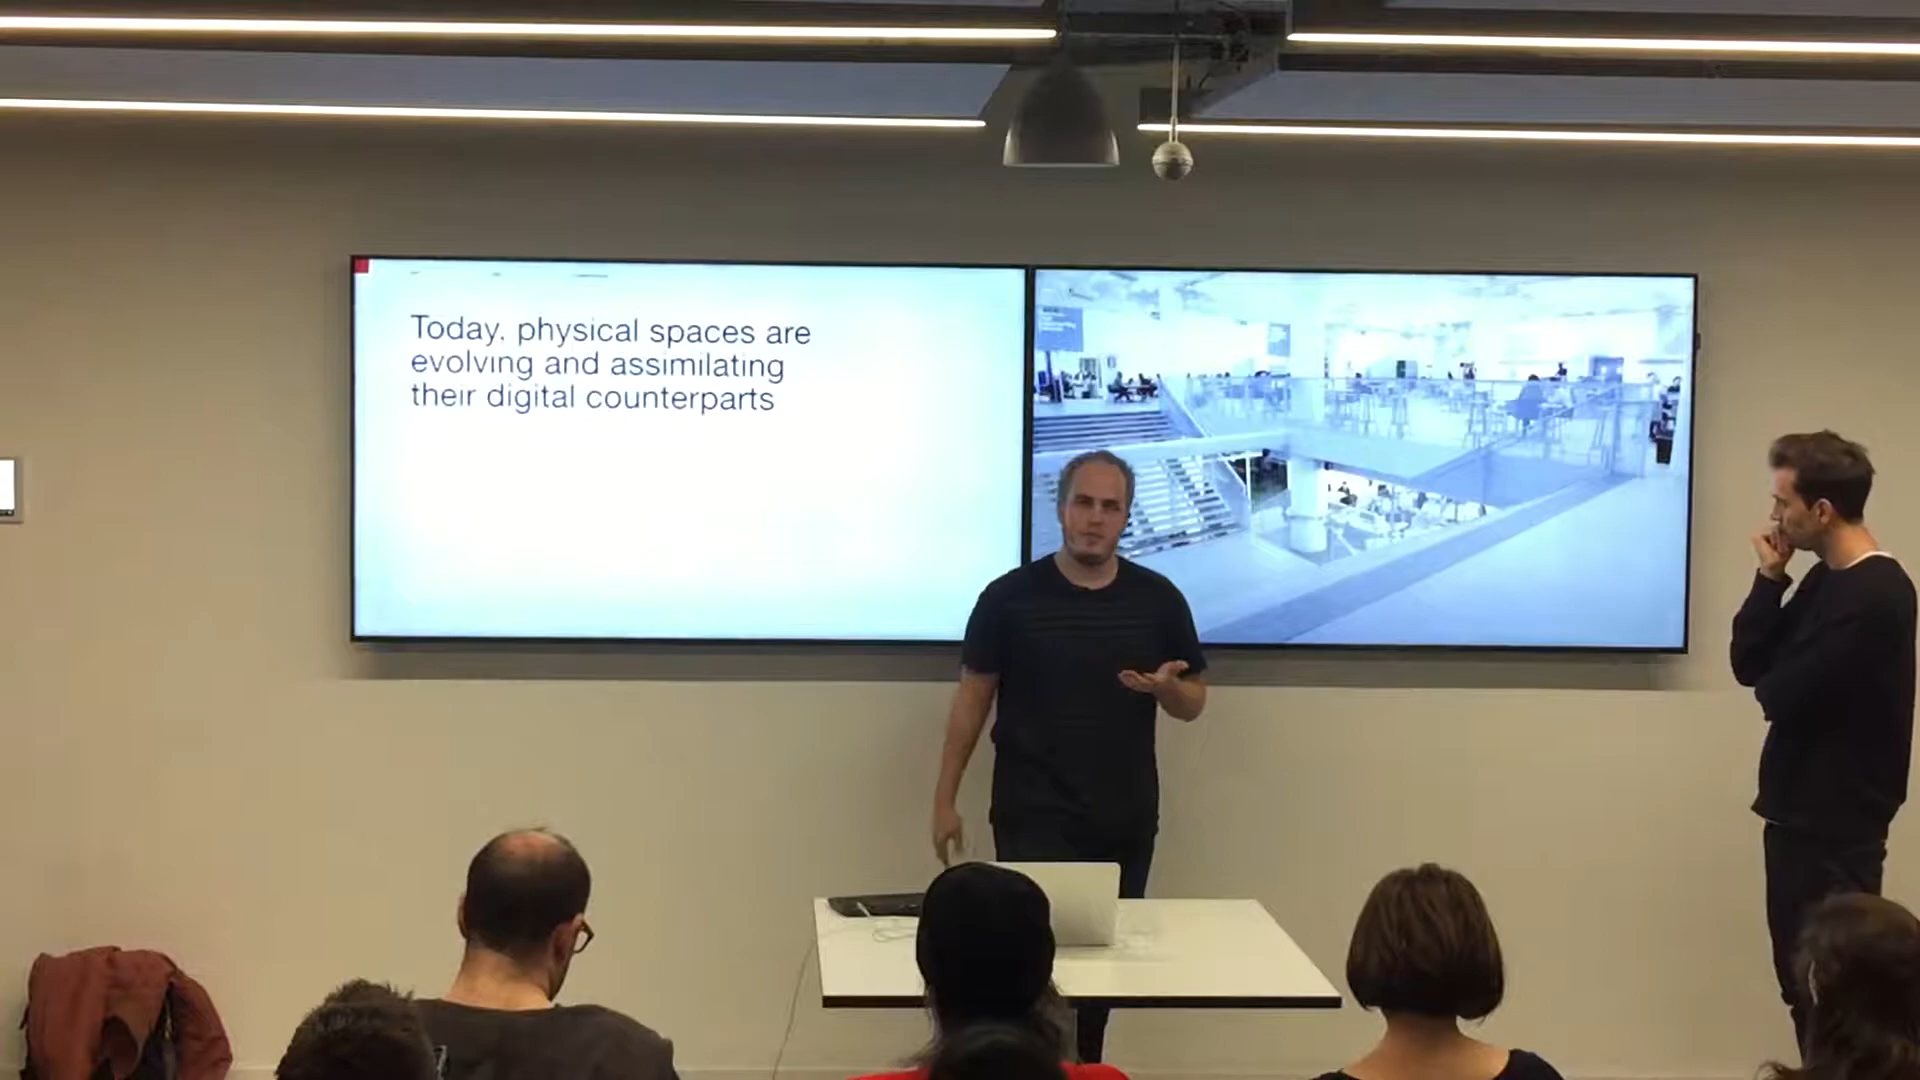 Today, physical spaces are
evolving and assimilating
their digital counterparts